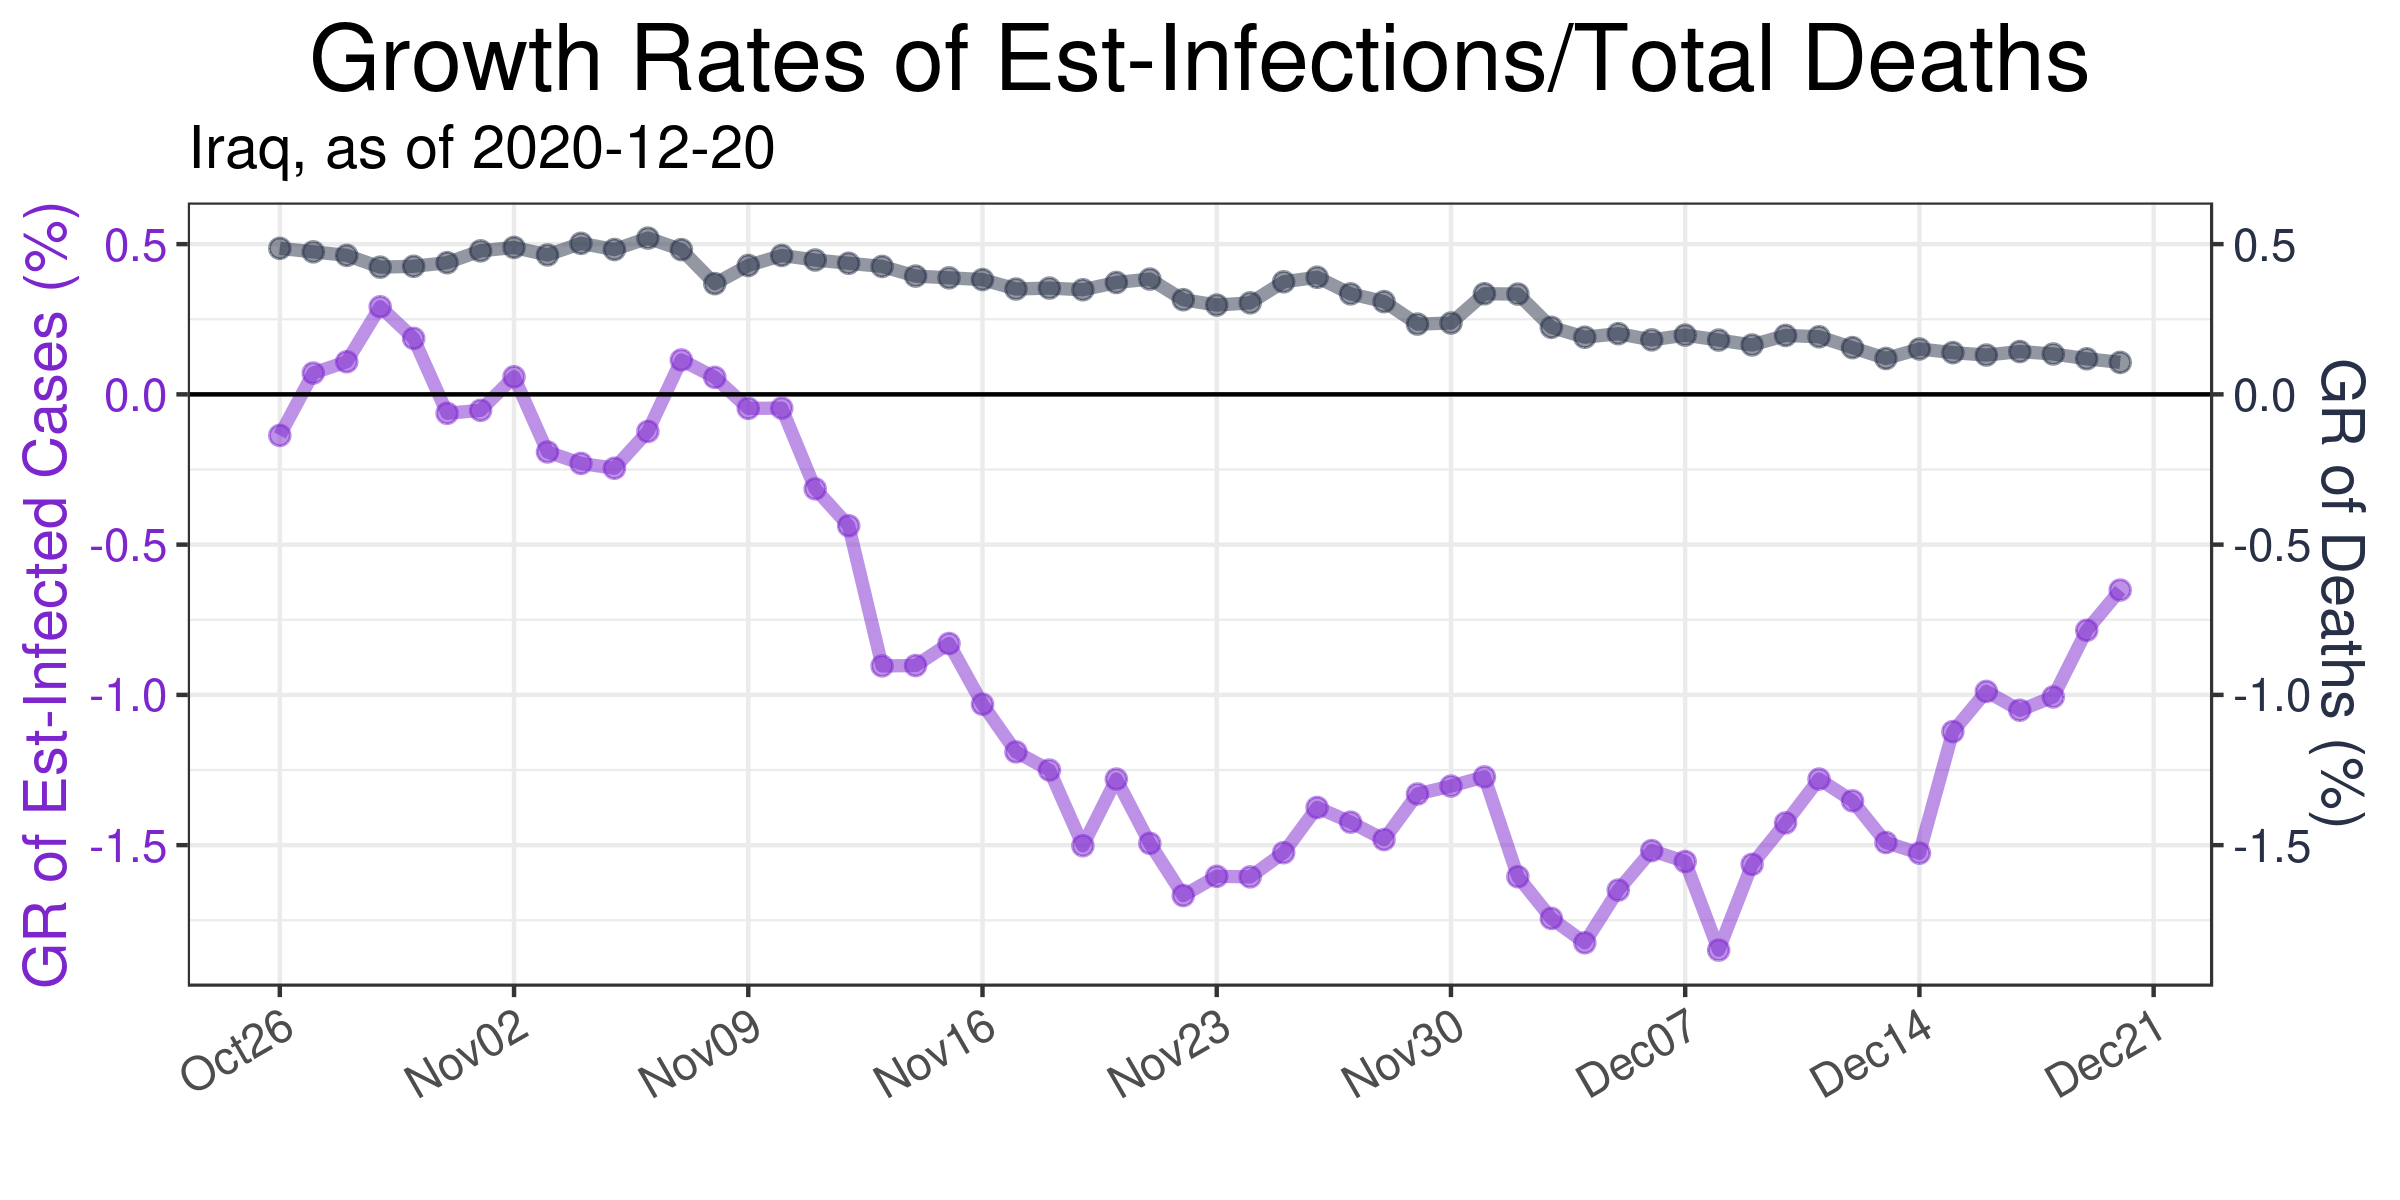 Growth Rates of Est-Infections/Total Deaths
Iraq, as of 2020-12-20
GR of Est-Infected Cases (%)
0.5
0.0
-0.5
-1.0
-1.5
0.5
0.0
-0.5
-1.0
-1.5
GR of Deaths (%)
Oct26 Nov02 Nov09 Nov16 Nov23 Nov30 Dec07 Dec14 Dec21